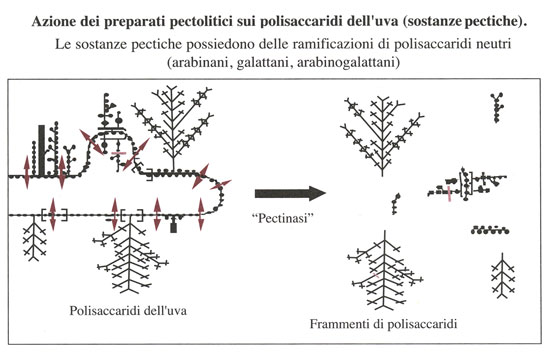 Azione dei preparati pectolitici sui polisaccaridi dell'uva (sostanze pectiche).
Le sostanze pectiche possiedono delle ramificazioni di polisaccaridi neutri
(arabinani, galattani, arabinogalattani)
"Pectinasi"
Polisaccaridi dell'uva
Frammenti di polisaccaridi